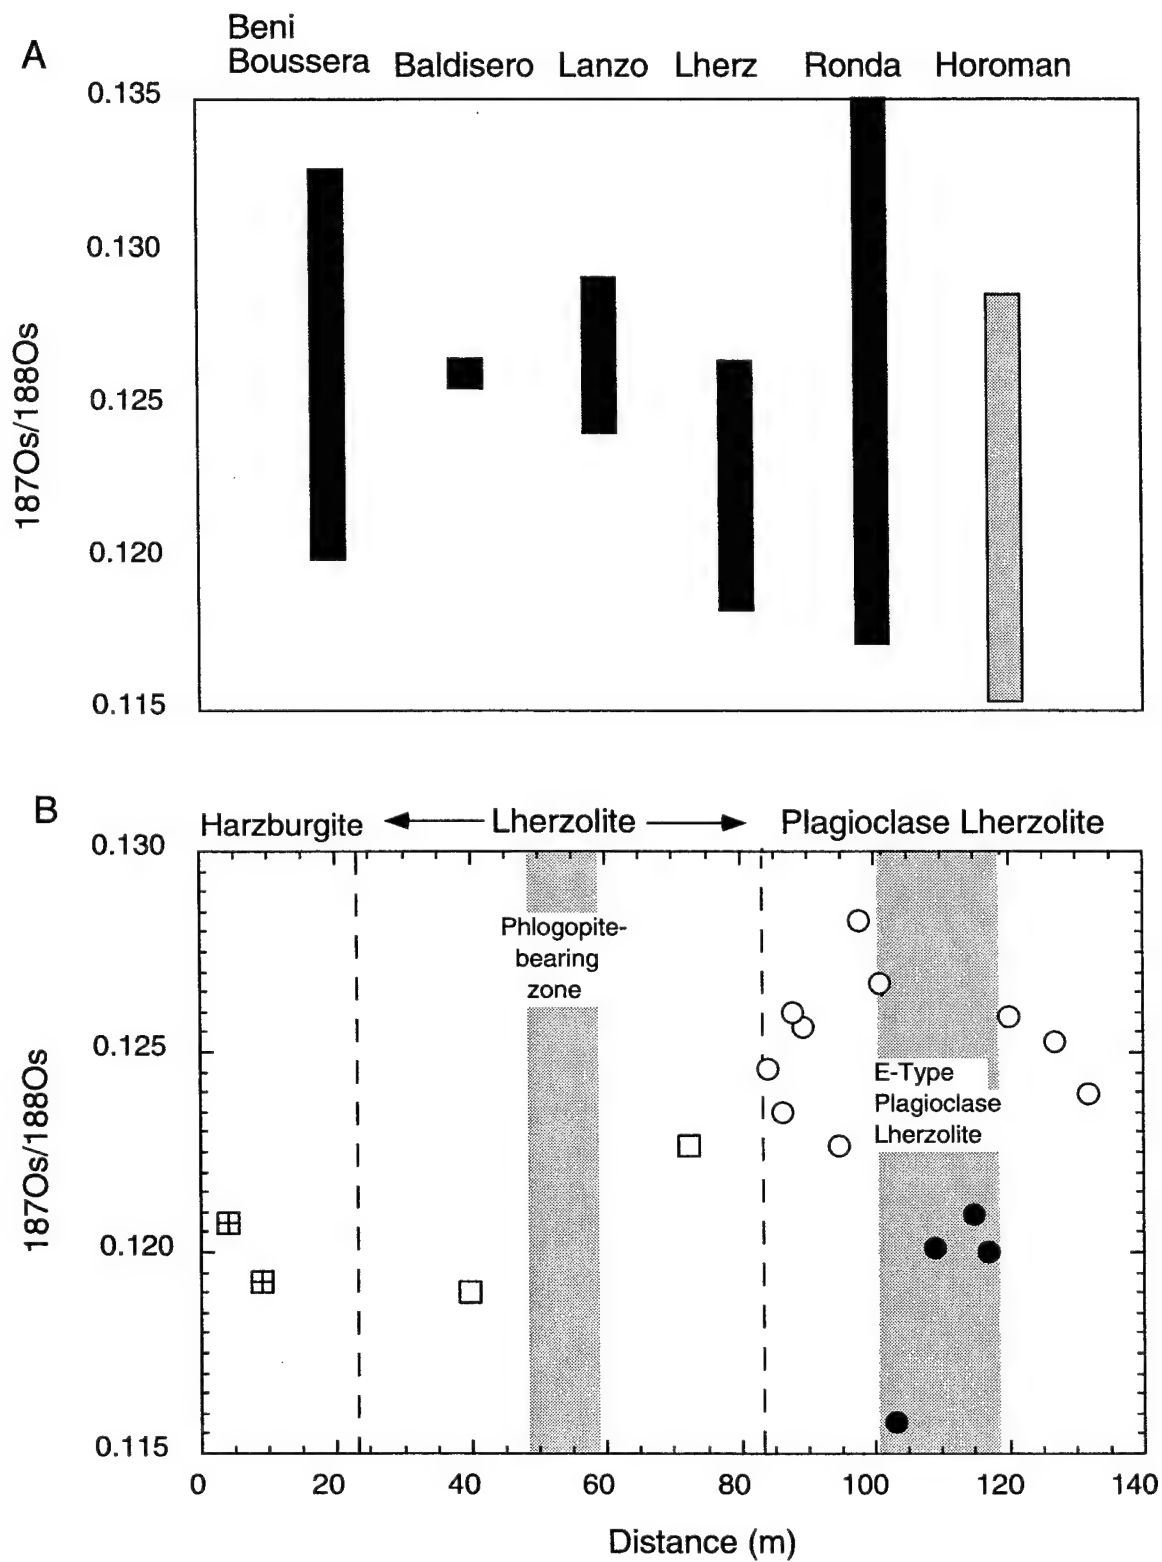 A
Beni
Boussera Baldisero Lanzo Lherz Ronda Horoman
0.135
0.130
0.125
0.120
0.115
187Os/188Os
B
Harzburgite Lherzolite Plagioclase Lherzolite
0.130
0.125
0.120
0.115
187Os/188Os
Phlogopite-
bearing
zone
E-Type
Plagioclase
Lherzolite
0 20 40 60 80 100 120 140
Distance (m)